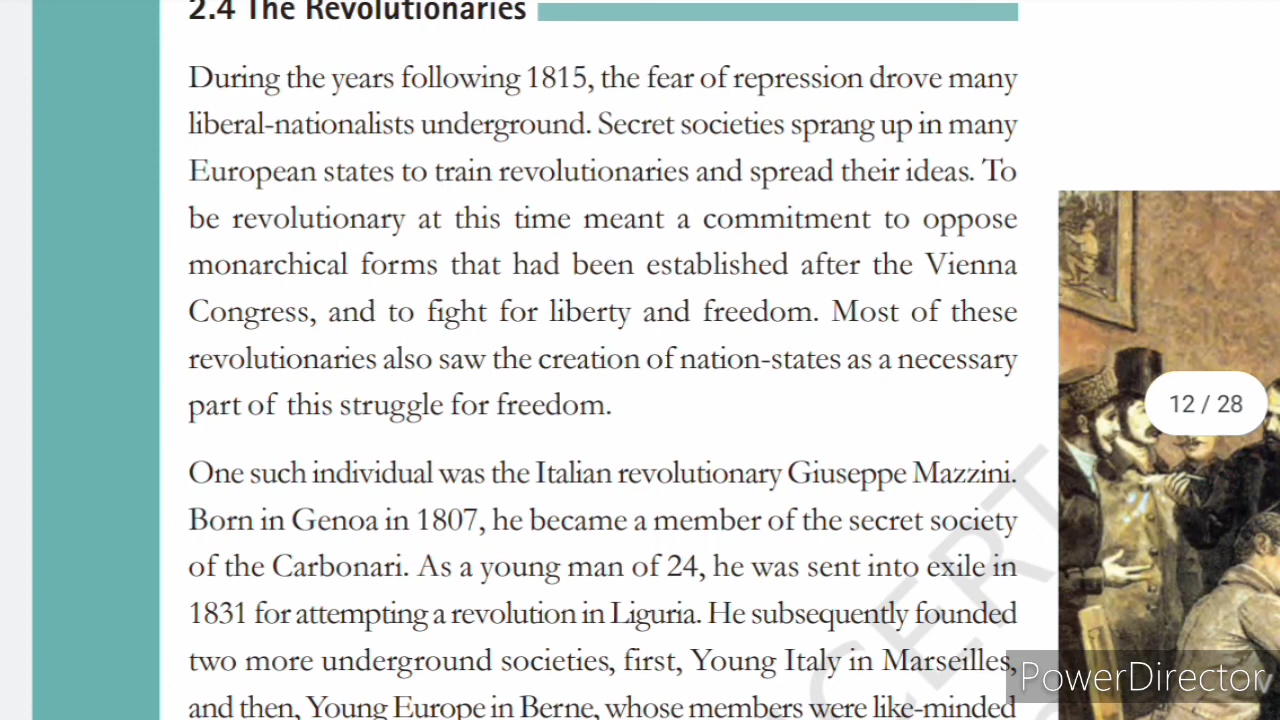 2.4 The Revolutionaries
During the years following 1815, the fear of repression drove many
liberal-nationalists underground. Secret societies sprang up in many
European states to train revolutionaries and spread their ideas. To
be revolutionary at this time meant a commitment to oppose
monarchical forms that had been established after the Vienna
Congress, and to fight for liberty and freedom. Most of these
revolutionaries also saw the creation of nation-states as a necessary
part of this struggle for freedom.
One such individual was the Italian revolutionary Giuseppe Mazzini.
Born in Genoa in 1807, he became a member of the secret society
of the Carbonari. As a young man of 24, he was sent into exile in
1831 for attempting a revolution in Liguria. He subsequently founded
two more underground societies, first, Young Italy in Marseilles,
and then, Young Europe in Berne, whose members were like-minded
12 / 28
NCERT
PowerDirector